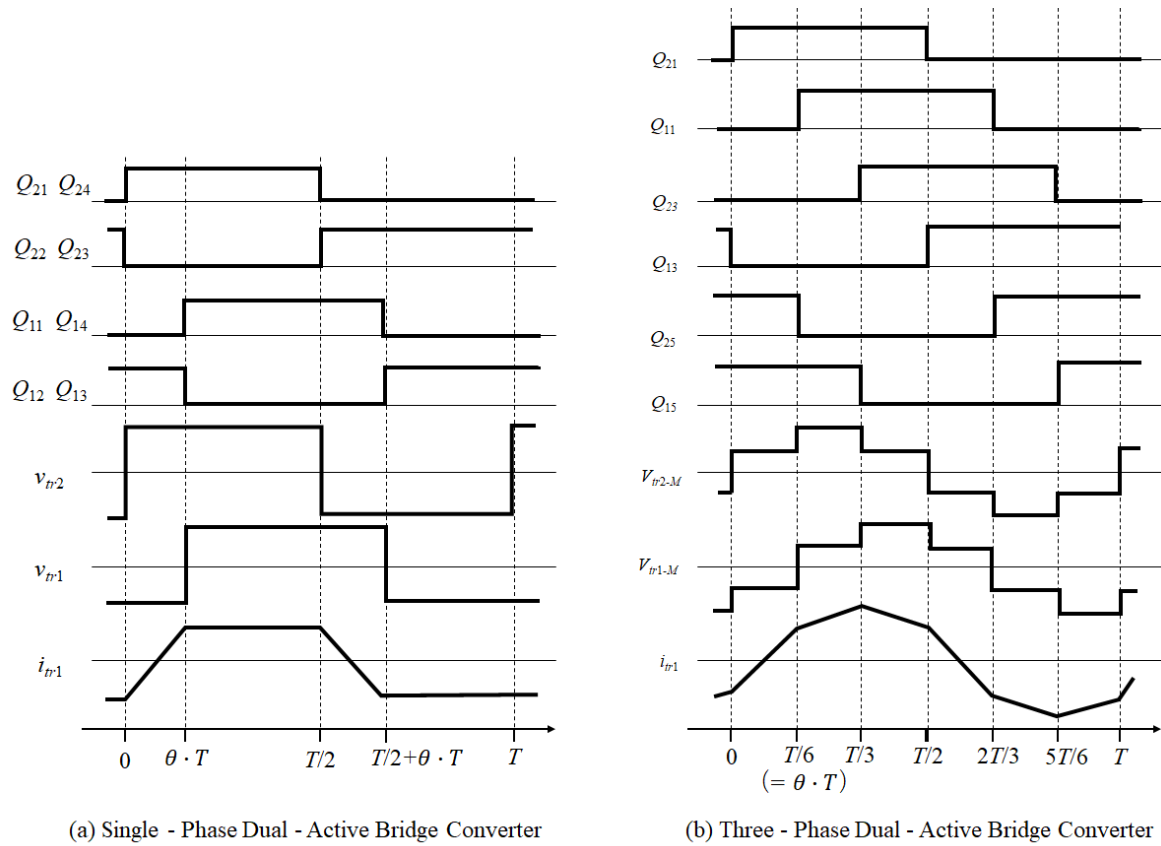 Q21 Q24
Q22 Q23
Q11 Q14
Q12 Q13
vtr2
vtr1
itr1
0 θ · T T/2 T/2+θ · T T
(a) Single - Phase Dual - Active Bridge Converter
Q21
Q11
Q23
Q13
Q25
Q15
Vtr2-M
Vtr1-M
itr1
0 T/6 T/3 T/2 2T/3 5T/6 T
(= θ · T)
(b) Three - Phase Dual - Active Bridge Converter